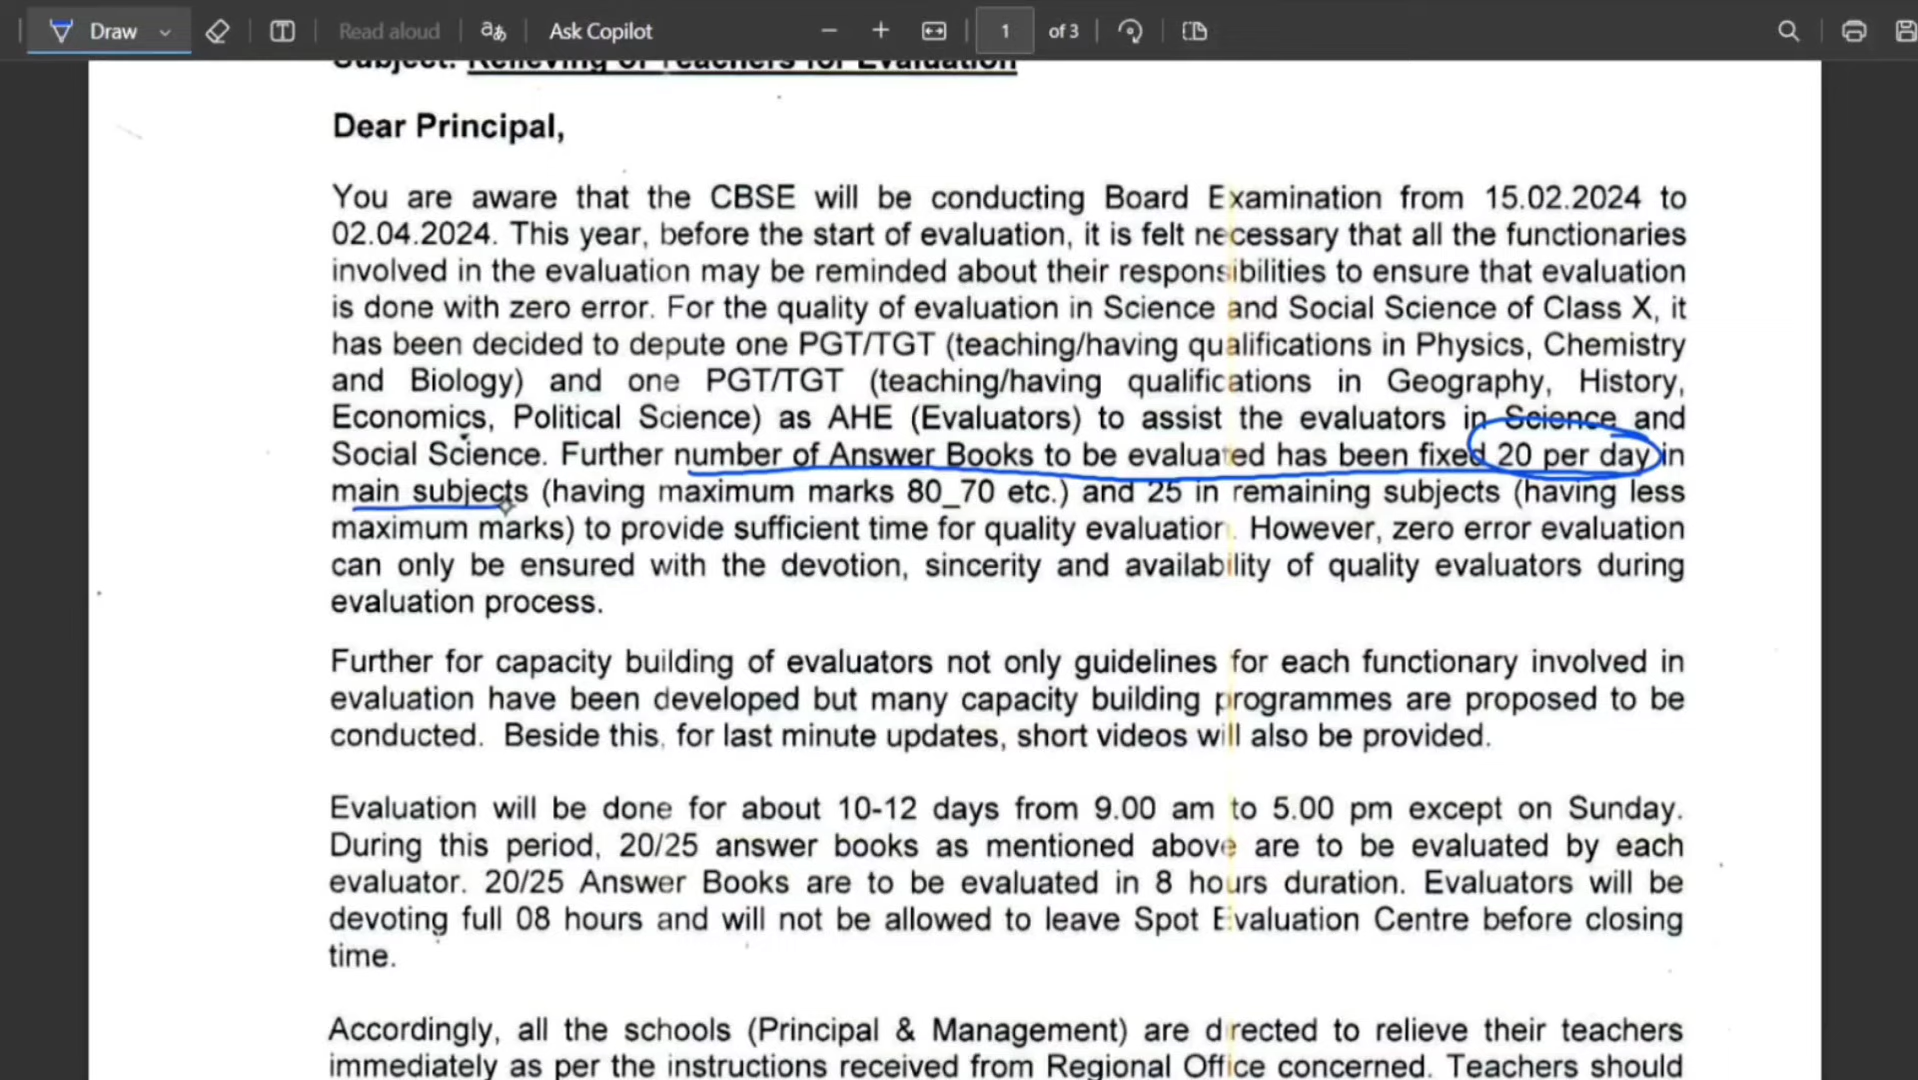 Draw
Read aloud
aあ
Ask Copilot
1
of 3
Subject: Relieving of Teachers for Evaluation
Dear Principal,
You are aware that the CBSE will be conducting Board Examination from 15.02.2024 to
02.04.2024. This year, before the start of evaluation, it is felt necessary that all the functionaries
involved in the evaluation may be reminded about their responsibilities to ensure that evaluation
is done with zero error. For the quality of evaluation in Science and Social Science of Class X, it
has been decided to depute one PGT/TGT (teaching/having qualifications in Physics, Chemistry
and Biology) and one PGT/TGT (teaching/having qualifications in Geography, History,
Economics, Political Science) as AHE (Evaluators) to assist the evaluators in Science and
Social Science. Further number of Answer Books to be evaluated has been fixed 20 per day in
main subjects (having maximum marks 80_70 etc.) and 25 in remaining subjects (having less
maximum marks) to provide sufficient time for quality evaluation. However, zero error evaluation
can only be ensured with the devotion, sincerity and availability of quality evaluators during
evaluation process.
Further for capacity building of evaluators not only guidelines for each functionary involved in
evaluation have been developed but many capacity building programmes are proposed to be
conducted. Beside this, for last minute updates, short videos will also be provided.
Evaluation will be done for about 10-12 days from 9.00 am to 5.00 pm except on Sunday.
During this period, 20/25 answer books as mentioned above are to be evaluated by each
evaluator. 20/25 Answer Books are to be evaluated in 8 hours duration. Evaluators will be
devoting full 08 hours and will not be allowed to leave Spot Evaluation Centre before closing
time.
Accordingly, all the schools (Principal & Management) are directed to relieve their teachers
immediately as per the instructions received from Regional Office concerned. Teachers should